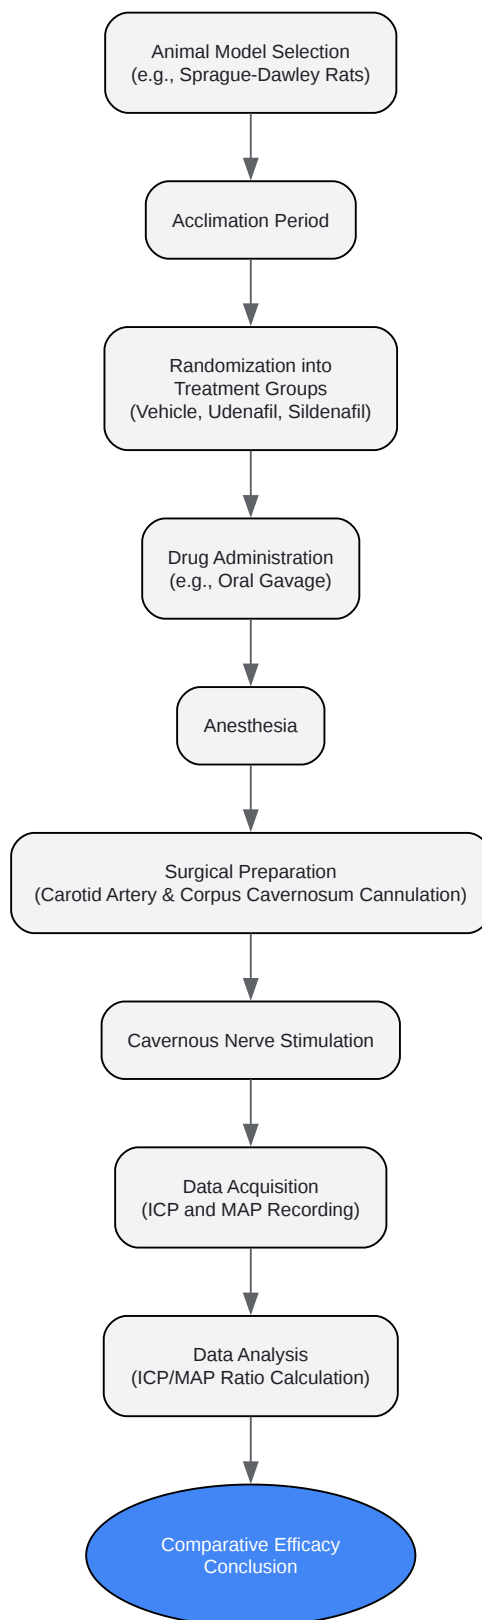 Animal Model Selection
(e.g., Sprague-Dawley Rats)
Acclimation Period
Randomization into
Treatment Groups
(Vehicle, Udenafil, Sildenafil)
Drug Administration
(e.g., Oral Gavage)
Anesthesia
Surgical Preparation
(Carotid Artery & Corpus Cavernosum Cannulation)
Cavernous Nerve Stimulation
Data Acquisition
(ICP and MAP Recording)
Data Analysis
(ICP/MAP Ratio Calculation)
Comparative Efficacy
Conclusion